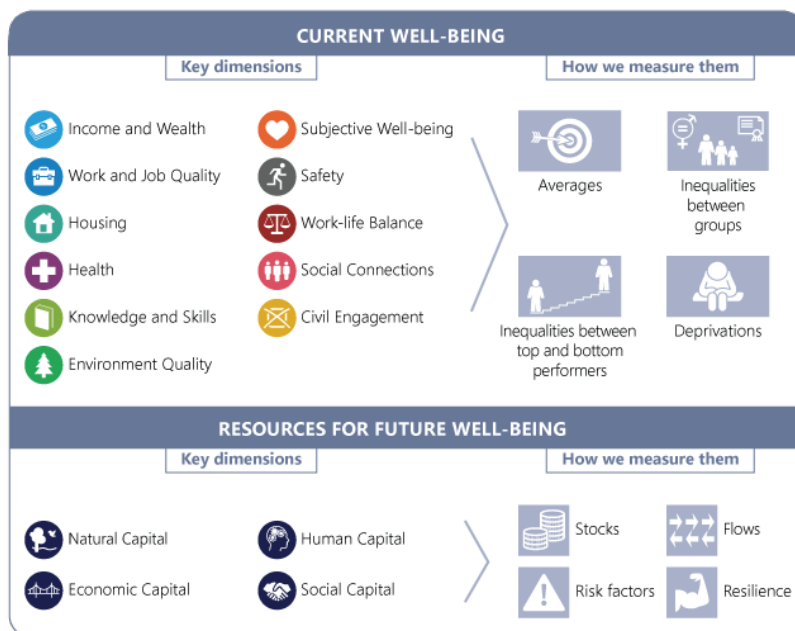 CURRENT WELL-BEING
Key dimensions
How we measure them
Income and Wealth
Subjective Well-being
Work and Job Quality
Safety
Housing
Work-life Balance
Health
Social Connections
Knowledge and Skills
Civil Engagement
Environment Quality
Averages
Inequalities
between
groups
Inequalities between
top and bottom
performers
Deprivations
RESOURCES FOR FUTURE WELL-BEING
Key dimensions
How we measure them
Natural Capital
Human Capital
Economic Capital
Social Capital
Stocks
Flows
Risk factors
Resilience